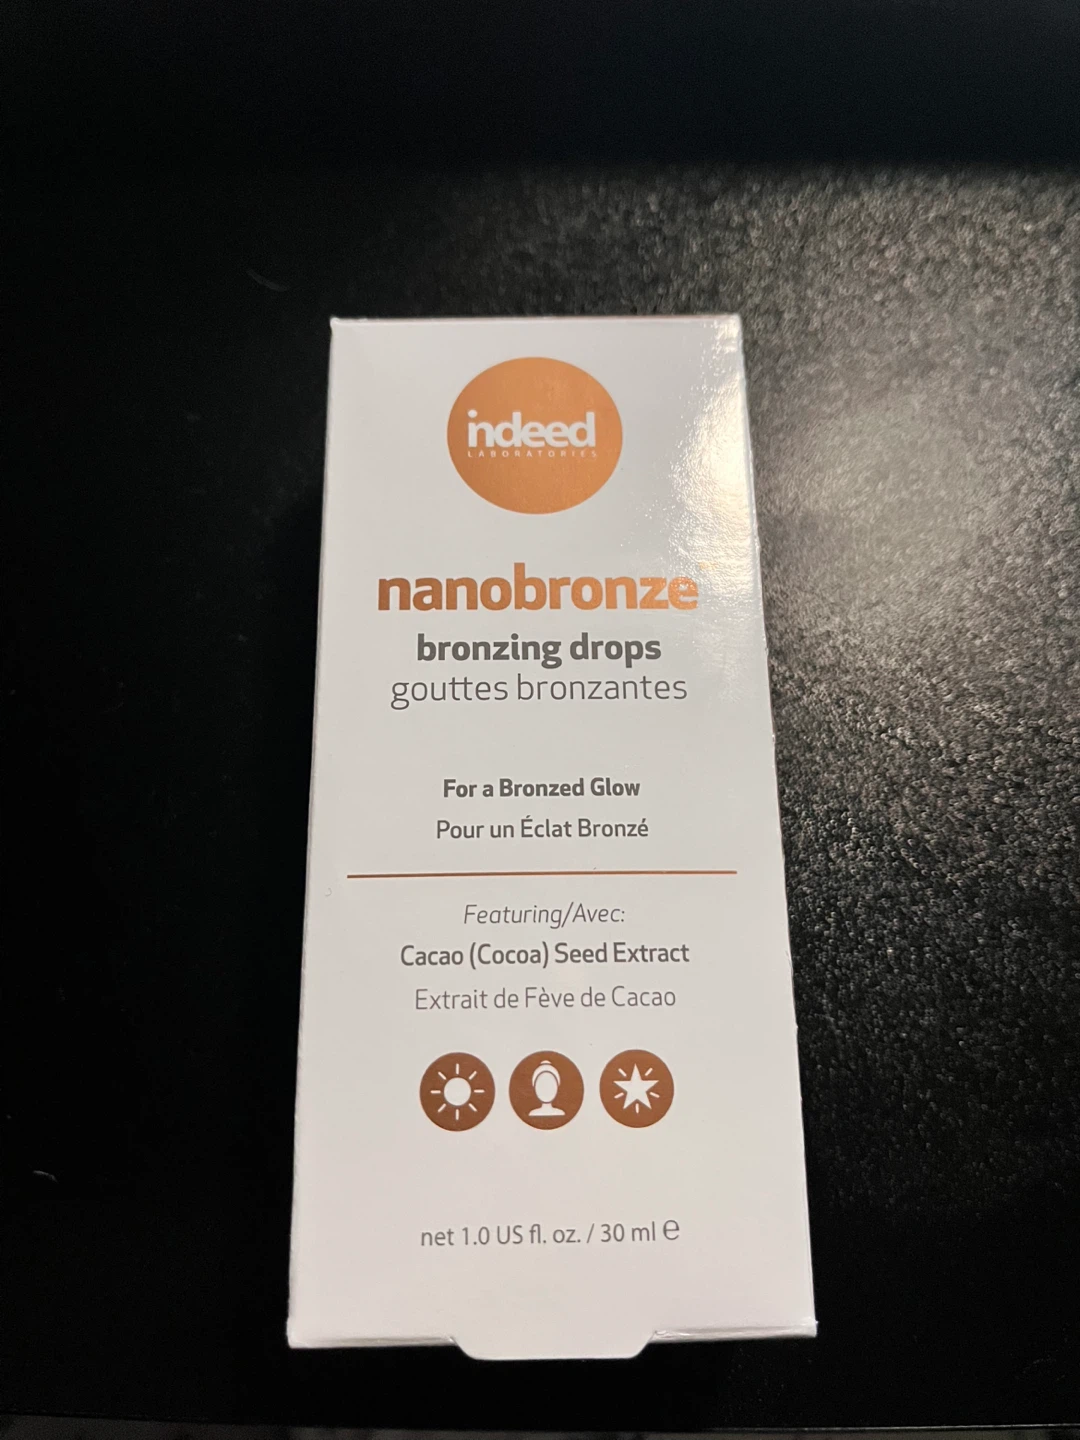 indeed
LABORATORIES
nanobronze
bronzing drops
gouttes bronzantes
For a Bronzed Glow
Pour un Éclat Bronzé
Featuring/Avec:
Cacao (Cocoa) Seed Extract
Extrait de Fève de Cacao
net 1.0 US fl. oz. / 30 ml ℮